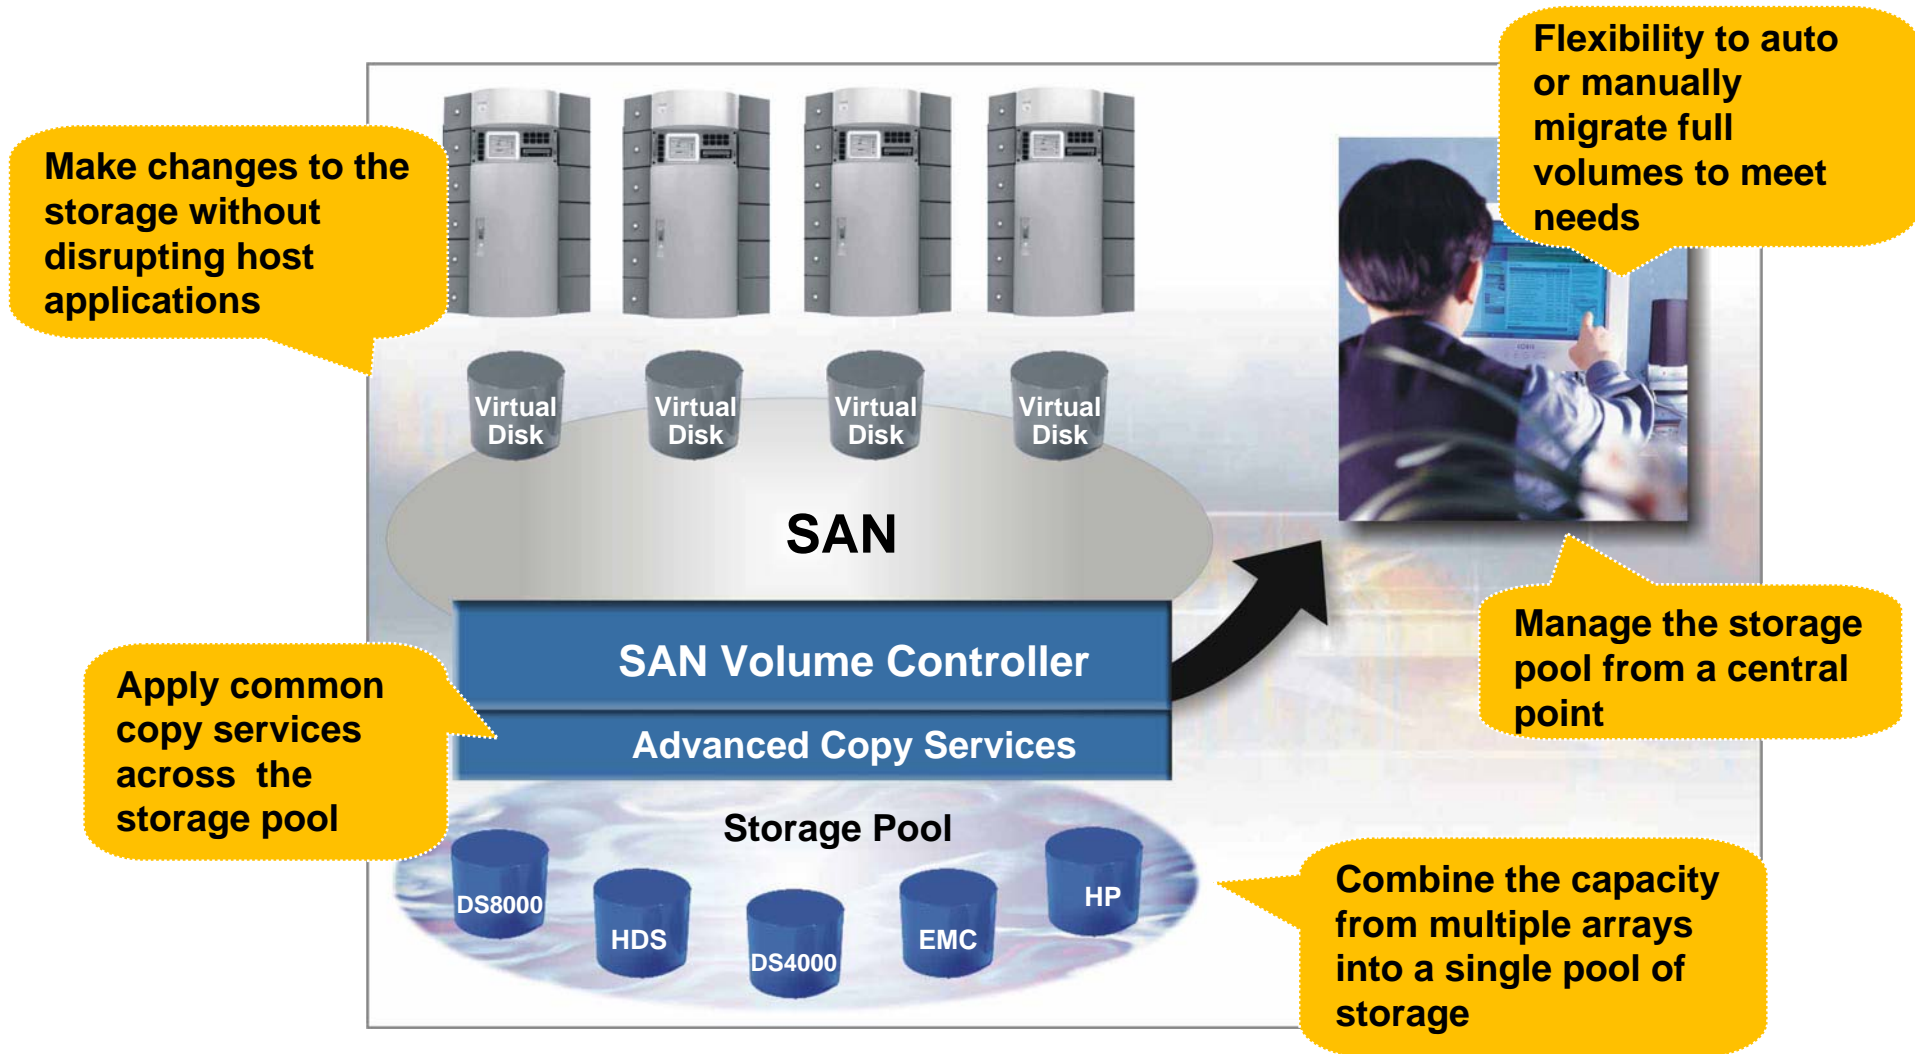 Flexibility to auto
or manually
migrate full
volumes to meet
needs
Make changes to the
storage without
disrupting host
applications
Virtual
Disk
Virtual
Disk
Virtual
Disk
Virtual
Disk
SAN
SAN Volume Controller
Advanced Copy Services
Manage the storage
pool from a central
point
Apply common
copy services
across  the
storage pool
Storage Pool
DS8000
HDS
DS4000
EMC
HP
Combine the capacity
from multiple arrays
into a single pool of
storage